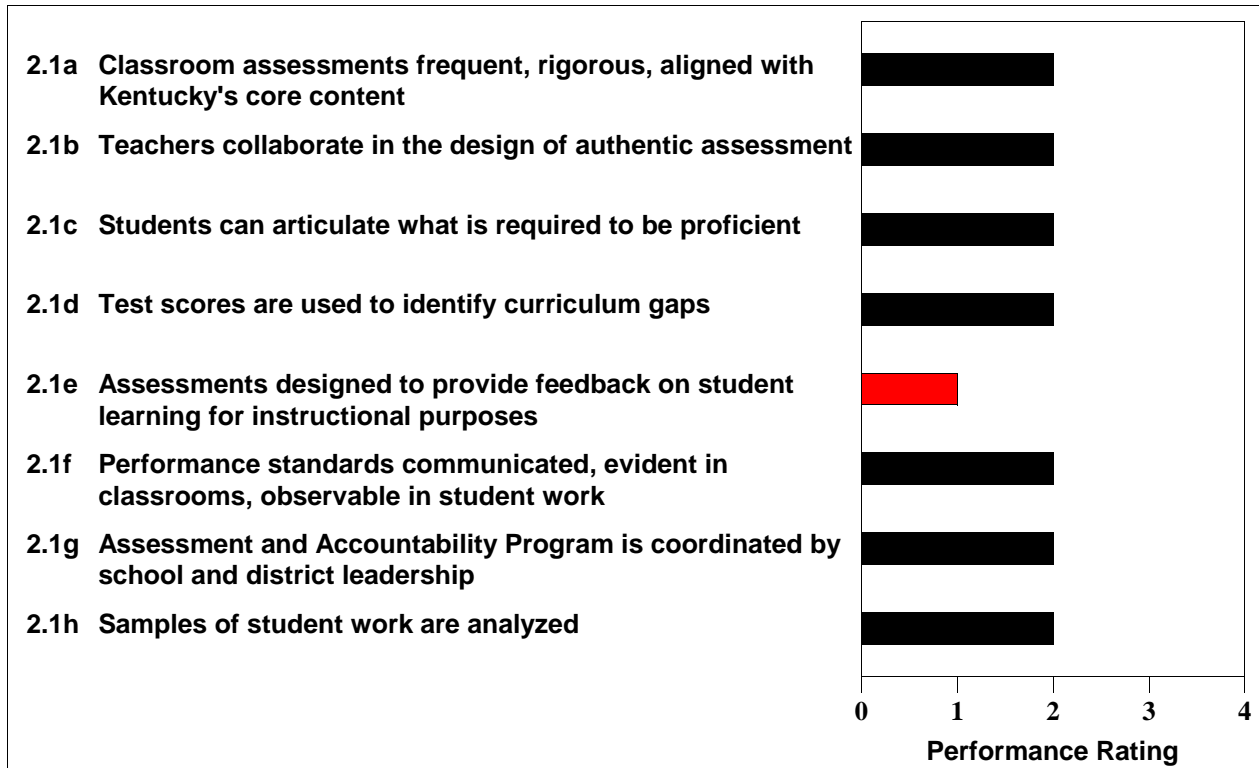 2.1a Classroom assessments frequent, rigorous, aligned with
Kentucky's core content
2.1b Teachers collaborate in the design of authentic assessment
2.1c Students can articulate what is required to be proficient
2.1d Test scores are used to identify curriculum gaps
2.1e Assessments designed to provide feedback on student
learning for instructional purposes
2.1f Performance standards communicated, evident in
classrooms, observable in student work
2.1g Assessment and Accountability Program is coordinated by
school and district leadership
2.1h Samples of student work are analyzed
0 1 2 3 4
Performance Rating